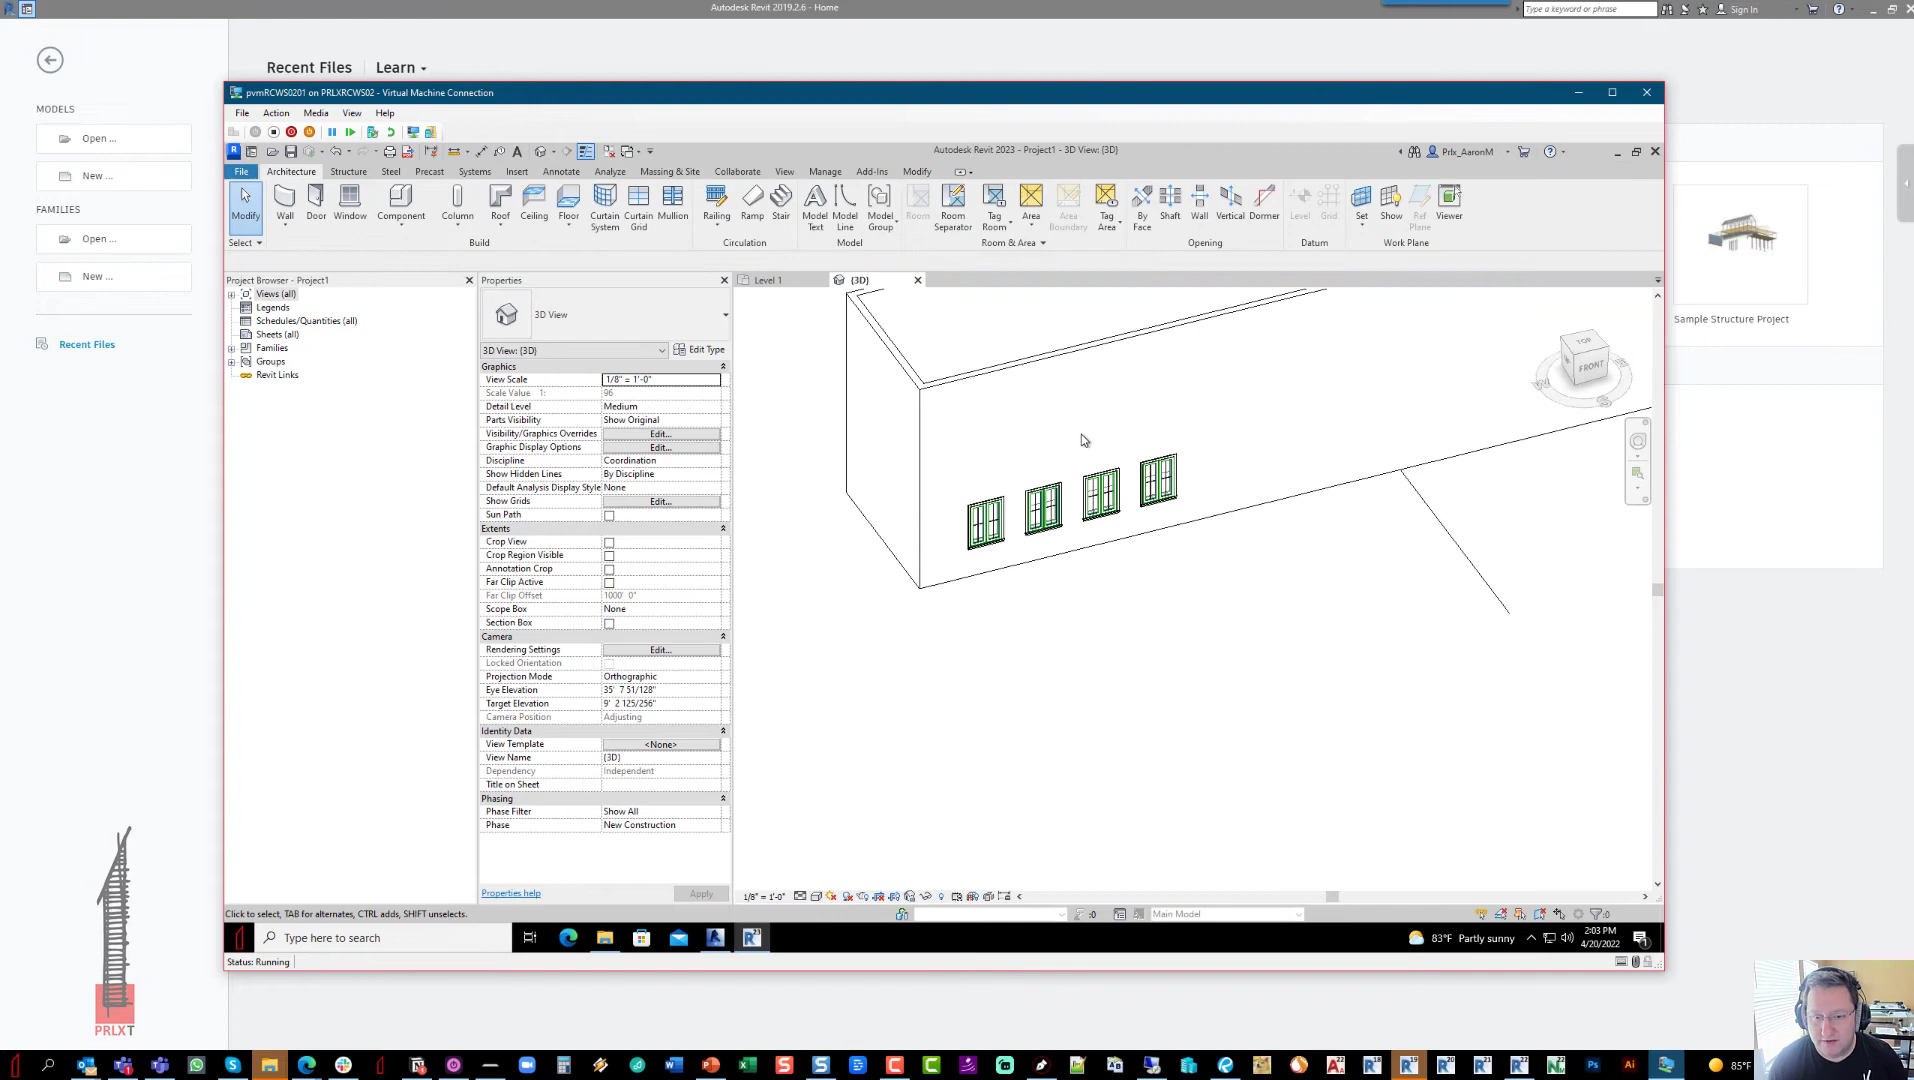 Autodesk Revit 2019.2.6 - Home
Type a keyword or phrase
Sign In
Recent Files
Learn
MODELS
Open ...
New ...
FAMILIES
Open ...
New ...
Recent Files
Sample Structure Project
PRLXT
pvmRCWS0201 on PRLXRCWS02 - Virtual Machine Connection
File Action Media View Help
Autodesk Revit 2023 - Project1 - 3D View: {3D}
Prlx_AaronM
File Architecture Structure Steel Precast Systems Insert Annotate Analyze Massing & Site Collaborate View Manage Add-Ins Modify
Modify
Wall
Door
Window
Component
Column
Roof
Ceiling
Floor
Curtain System
Curtain Grid
Mullion
Railing
Ramp
Stair
Model Text
Model Line
Model Group
Room
Room Separator
Tag Room
Area
Area Boundary
Tag Area
By Face
Shaft
Wall
Vertical
Dormer
Level
Grid
Set
Show
Ref Plane
Viewer
Select
Build
Circulation
Model
Room & Area
Opening
Datum
Work Plane
Project Browser - Project1
Views (all)
Legends
Schedules/Quantities (all)
Sheets (all)
Families
Groups
Revit Links
Properties
3D View
3D View: {3D}
Edit Type
Graphics
View Scale 1/8" = 1'-0"
Scale Value 1: 96
Detail Level Medium
Parts Visibility Show Original
Visibility/Graphics Overrides Edit...
Graphic Display Options Edit...
Discipline Coordination
Show Hidden Lines By Discipline
Default Analysis Display Style None
Show Grids Edit...
Sun Path
Extents
Crop View
Crop Region Visible
Annotation Crop
Far Clip Active
Far Clip Offset 1000' 0"
Scope Box None
Section Box
Camera
Rendering Settings Edit...
Locked Orientation
Projection Mode Orthographic
Eye Elevation 35' 7 51/128"
Target Elevation 9' 2 125/256"
Camera Position Adjusting
Identity Data
View Template <None>
View Name {3D}
Dependency Independent
Title on Sheet
Phasing
Phase Filter Show All
Phase New Construction
Properties help
Apply
Level 1
{3D}
TOP
FRONT
W
S
E
1/8" = 1'-0"
Click to select, TAB for alternates, CTRL adds, SHIFT unselects.
:0
Main Model
:0
Type here to search
83°F Partly sunny
2:03 PM
4/20/2022
Status: Running
85°F